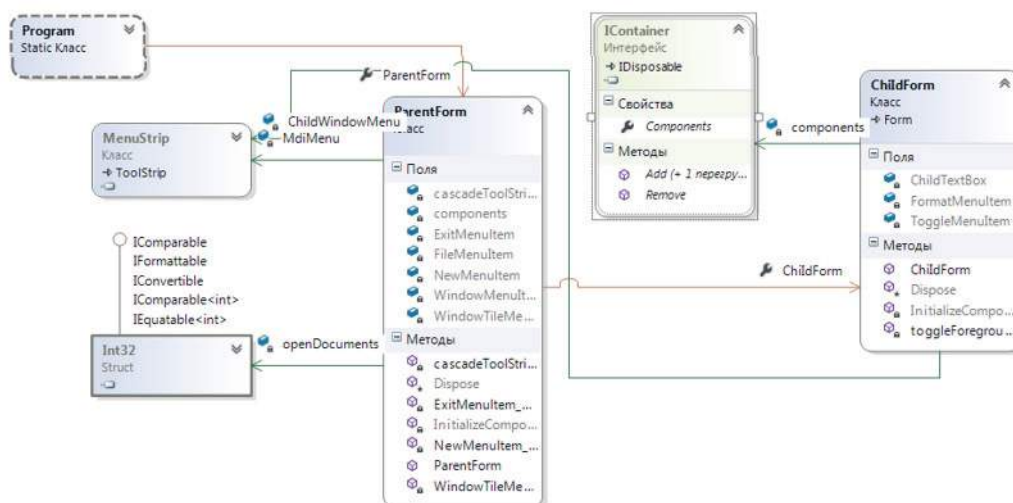 Program
Static Класс
ParentForm
ChildWindowMenu
MdiMenu
MenuStrip
Класс
ToolStrip
IComparable
IFormattable
IConvertible
IComparable<int>
IEquatable<int>
Int32
Struct
openDocuments
ParentForm
Класс
Поля
cascadeToolStri...
components
ExitMenuItem
FileMenuItem
NewMenuItem
WindowMenuIt...
WindowTileMe...
Методы
cascadeToolStri...
Dispose
ExitMenuItem_...
InitializeCompo...
NewMenuItem_...
ParentForm
WindowTileMe...
IContainer
Интерфейс
IDisposable
Свойства
Components
Методы
Add (+ 1 перегру...
Remove
components
ChildForm
ChildForm
Класс
Form
Поля
ChildTextBox
FormatMenuItem
ToggleMenuItem
Методы
ChildForm
Dispose
InitializeCompo...
toggleForegrou...